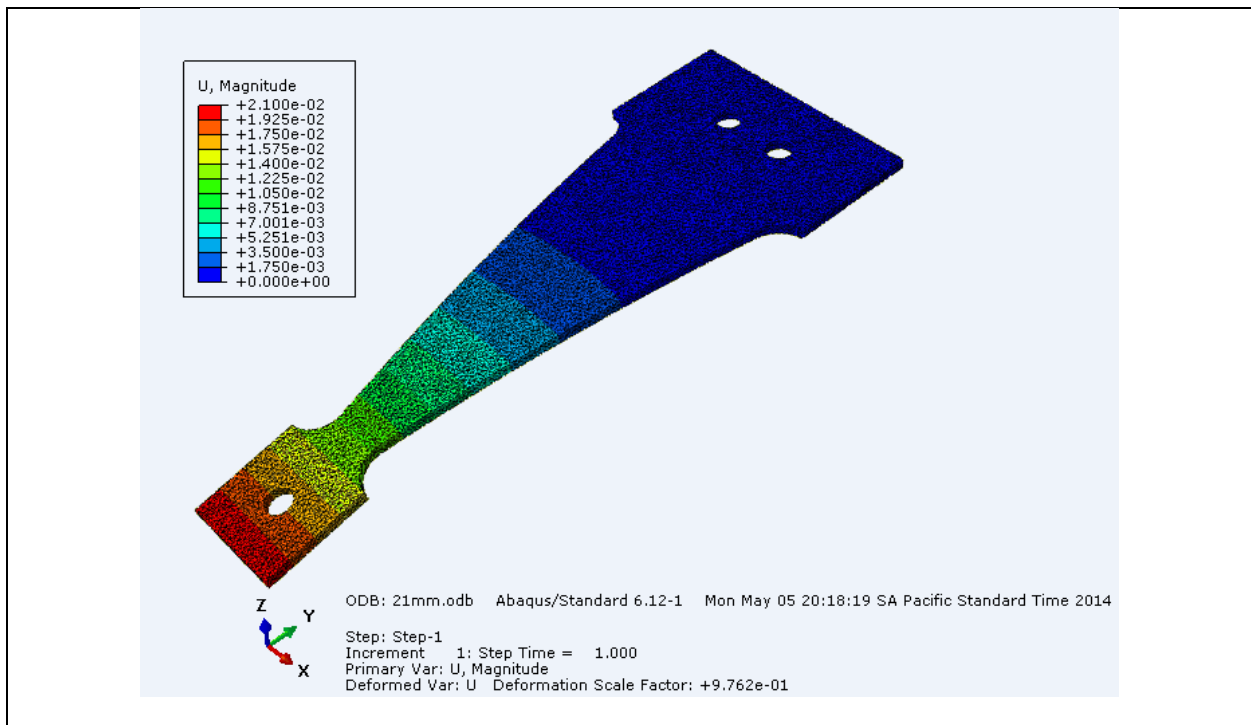 U, Magnitude
+2.100e-02
+1.925e-02
+1.750e-02
+1.575e-02
+1.400e-02
+1.225e-02
+1.050e-02
+8.751e-03
+7.001e-03
+5.251e-03
+3.500e-03
+1.750e-03
+0.000e+00
Z
Y
X
ODB: 21mm.odb Abaqus/Standard 6.12-1 Mon May 05 20:18:19 SA Pacific Standard Time 2014
Step: Step-1
Increment 1: Step Time = 1.000
Primary Var: U, Magnitude
Deformed Var: U Deformation Scale Factor: +9.762e-01